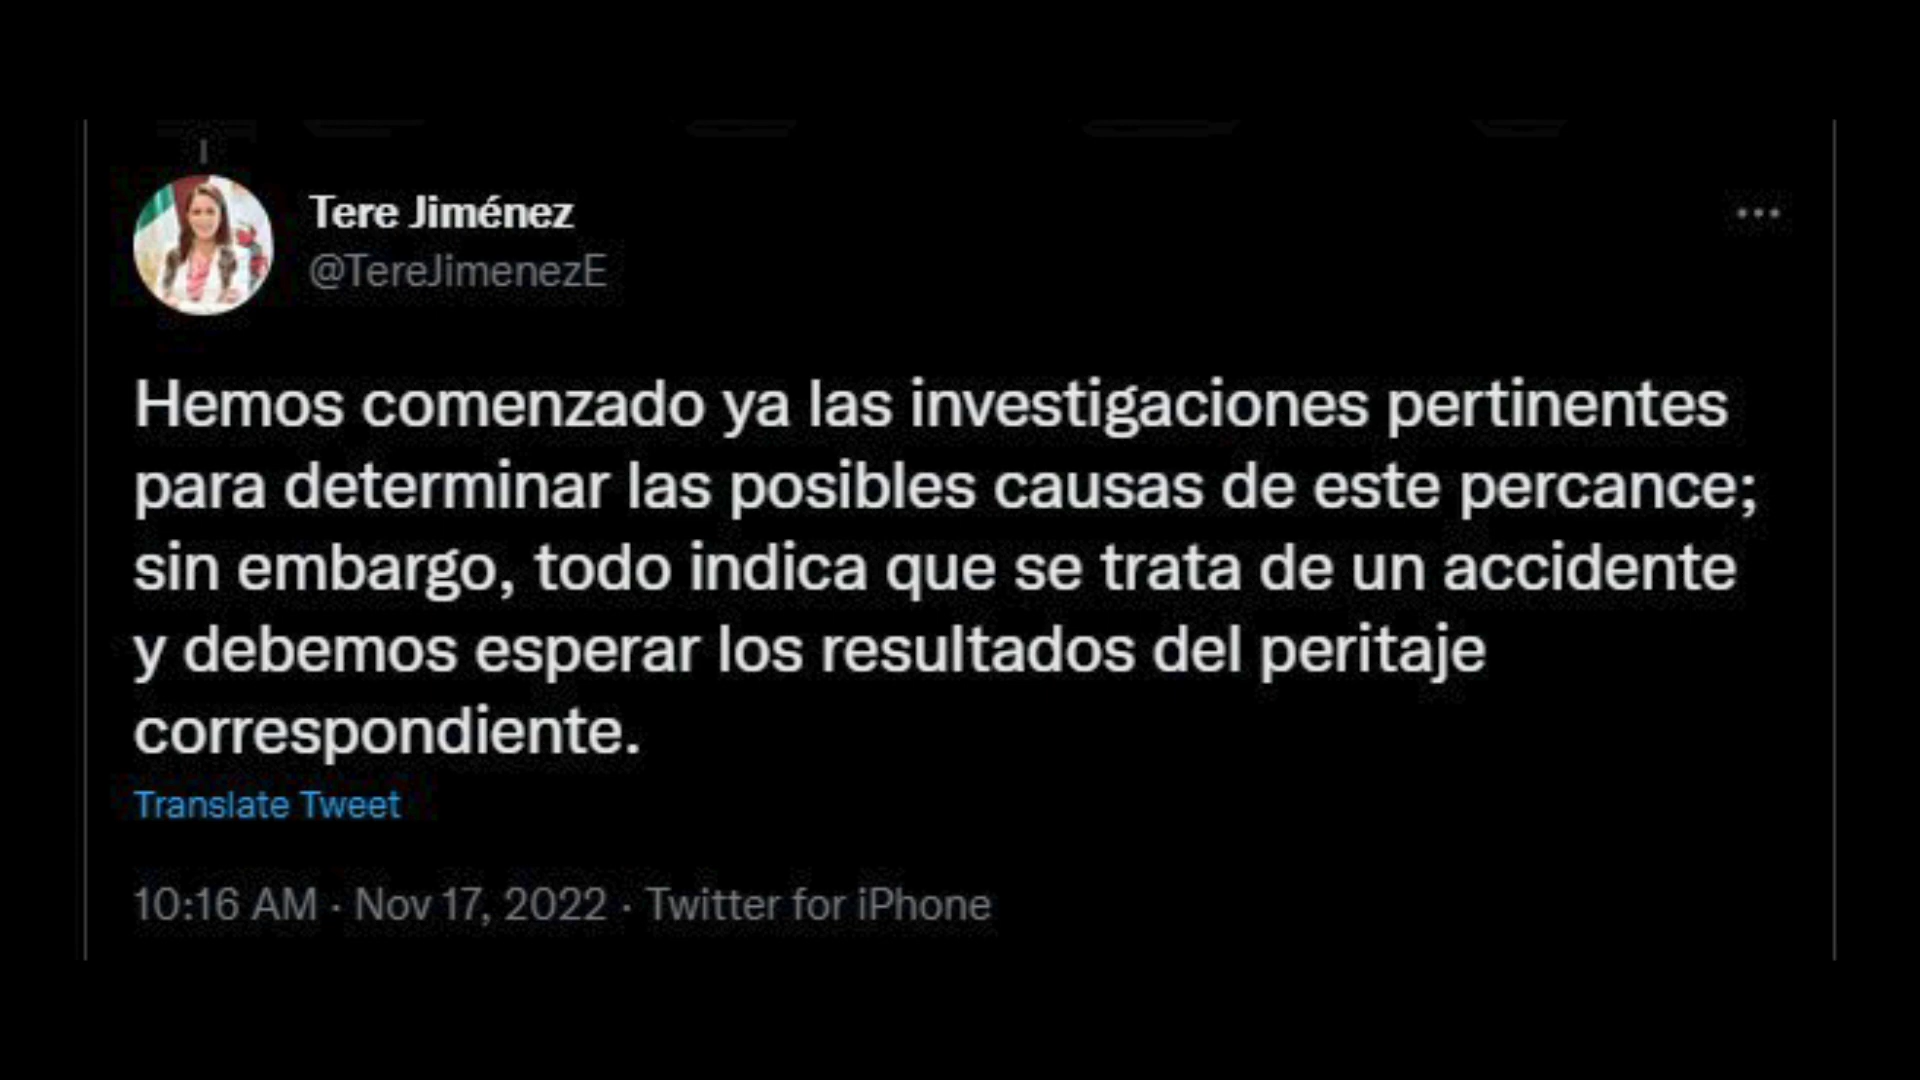 Tere Jiménez
@TereJimenezE
Hemos comenzado ya las investigaciones pertinentes
para determinar las posibles causas de este percance;
sin embargo, todo indica que se trata de un accidente
y debemos esperar los resultados del peritaje
correspondiente.
Translate Tweet
10:16 AM · Nov 17, 2022 · Twitter for iPhone